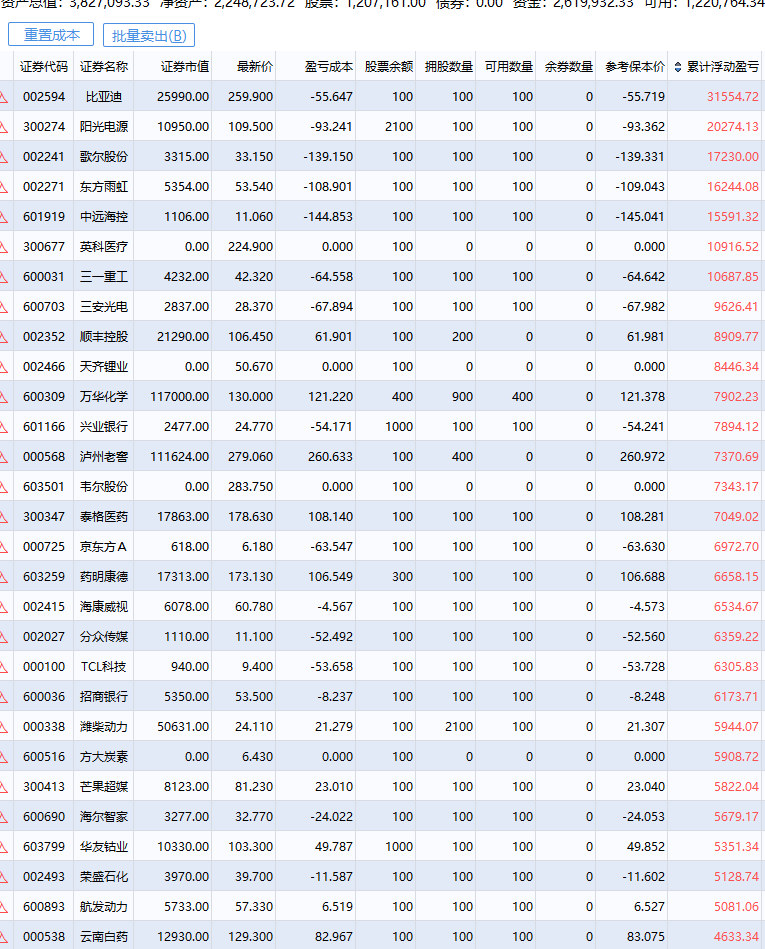 资产总值：3,827,093.33 净资产：2,248,723.72 股票：1,207,161.00 债券：0.00 资金：2,619,932.33 可用：1,220,764.34
重置成本 批量卖出(B)
证券代码 证券名称 证券市值 最新价 盈亏成本 股票余额 拥股数量 可用数量 余券数量 参考保本价 累计浮动盈亏
002594 比亚迪 25990.00 259.900 -55.647 100 100 100 0 -55.719 31554.72
300274 阳光电源 10950.00 109.500 -93.241 2100 100 100 0 -93.362 20274.13
002241 歌尔股份 3315.00 33.150 -139.150 100 100 100 0 -139.331 17230.00
002271 东方雨虹 5354.00 53.540 -108.901 100 100 100 0 -109.043 16244.08
601919 中远海控 1106.00 11.060 -144.853 100 100 100 0 -145.041 15591.32
300677 英科医疗 0.00 224.900 0.000 100 0 0 0 0.000 10916.52
600031 三一重工 4232.00 42.320 -64.558 100 100 100 0 -64.642 10687.85
600703 三安光电 2837.00 28.370 -67.894 100 100 100 0 -67.982 9626.41
002352 顺丰控股 21290.00 106.450 61.901 100 200 0 0 61.981 8909.77
002466 天齐锂业 0.00 50.670 0.000 100 0 0 0 0.000 8446.34
600309 万华化学 117000.00 130.000 121.220 400 900 400 0 121.378 7902.23
601166 兴业银行 2477.00 24.770 -54.171 1000 100 100 0 -54.241 7894.12
000568 泸州老窖 111624.00 279.060 260.633 100 400 0 0 260.972 7370.69
603501 韦尔股份 0.00 283.750 0.000 100 0 0 0 0.000 7343.17
300347 泰格医药 17863.00 178.630 108.140 100 100 100 0 108.281 7049.02
000725 京东方Ａ 618.00 6.180 -63.547 100 100 100 0 -63.630 6972.70
603259 药明康德 17313.00 173.130 106.549 300 100 100 0 106.688 6658.15
002415 海康威视 6078.00 60.780 -4.567 100 100 100 0 -4.573 6534.67
002027 分众传媒 1110.00 11.100 -52.492 100 100 100 0 -52.560 6359.22
000100 TCL科技 940.00 9.400 -53.658 100 100 100 0 -53.728 6305.83
600036 招商银行 5350.00 53.500 -8.237 100 100 100 0 -8.248 6173.71
000338 潍柴动力 50631.00 24.110 21.279 100 2100 100 0 21.307 5944.07
600516 方大炭素 0.00 6.430 0.000 100 0 0 0 0.000 5908.72
300413 芒果超媒 8123.00 81.230 23.010 100 100 100 0 23.040 5822.04
600690 海尔智家 3277.00 32.770 -24.022 100 100 100 0 -24.053 5679.17
603799 华友钴业 10330.00 103.300 49.787 1000 100 100 0 49.852 5351.34
002493 荣盛石化 3970.00 39.700 -11.587 100 100 100 0 -11.602 5128.74
600893 航发动力 5733.00 57.330 6.519 100 100 100 0 6.527 5081.06
000538 云南白药 12930.00 129.300 82.967 100 100 100 0 83.075 4633.34